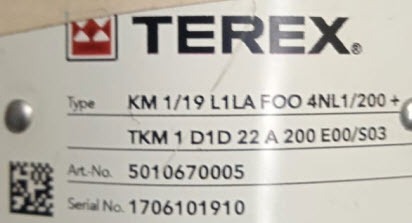 TEREX®
Type KM 1/19 L1LA FOO 4NL1/200 +
TKM 1 D1D 22 A 200 E00/S03
Art.-No. 5010670005
Serial No. 1706101910